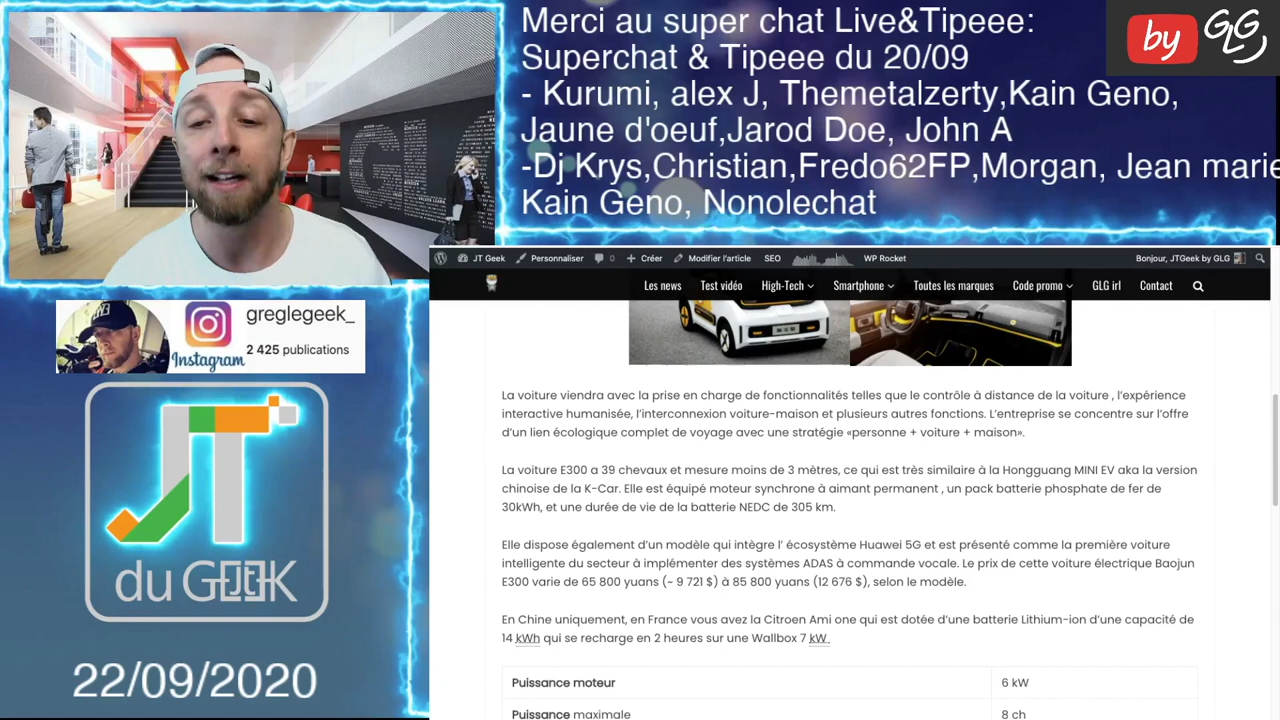 Merci au super chat Live&Tipeee:
Superchat & Tipeee du 20/09
- Kurumi, alex J, Themetalzerty,Kain Geno,
Jaune d'oeuf,Jarod Doe, John A
-Dj Krys,Christian,Fredo62FP,Morgan, Jean marie
Kain Geno, Nonolechat
by GLG
JT Geek Personnaliser 0 Créer Modifier l'article SEO WP Rocket Bonjour, JTGeek by GLG
Les news Test vidéo High-Tech Smartphone Toutes les marques Code promo GLG irl Contact
greglegeek_
Instagram
2 425 publications
JT
du GEEK
22/09/2020
La voiture viendra avec la prise en charge de fonctionnalités telles que le contrôle à distance de la voiture , l'expérience
interactive humanisée, l'interconnexion voiture-maison et plusieurs autres fonctions. L'entreprise se concentre sur l'offre
d'un lien écologique complet de voyage avec une stratégie «personne + voiture + maison».
La voiture E300 a 39 chevaux et mesure moins de 3 mètres, ce qui est très similaire à la Hongguang MINI EV aka la version
chinoise de la K-Car. Elle est équipé moteur synchrone à aimant permanent , un pack batterie phosphate de fer de
30kWh, et une durée de vie de la batterie NEDC de 305 km.
Elle dispose également d'un modèle qui intègre l' écosystème Huawei 5G et est présenté comme la première voiture
intelligente du secteur à implémenter des systèmes ADAS à commande vocale. Le prix de cette voiture électrique Baojun
E300 varie de 65 800 yuans (~ 9 721 $) à 85 800 yuans (12 676 $), selon le modèle.
En Chine uniquement, en France vous avez la Citroen Ami one qui est dotée d'une batterie Lithium-ion d'une capacité de
14 kWh qui se recharge en 2 heures sur une Wallbox 7 kW.
Puissance moteur 6 kW
Puissance maximale 8 ch